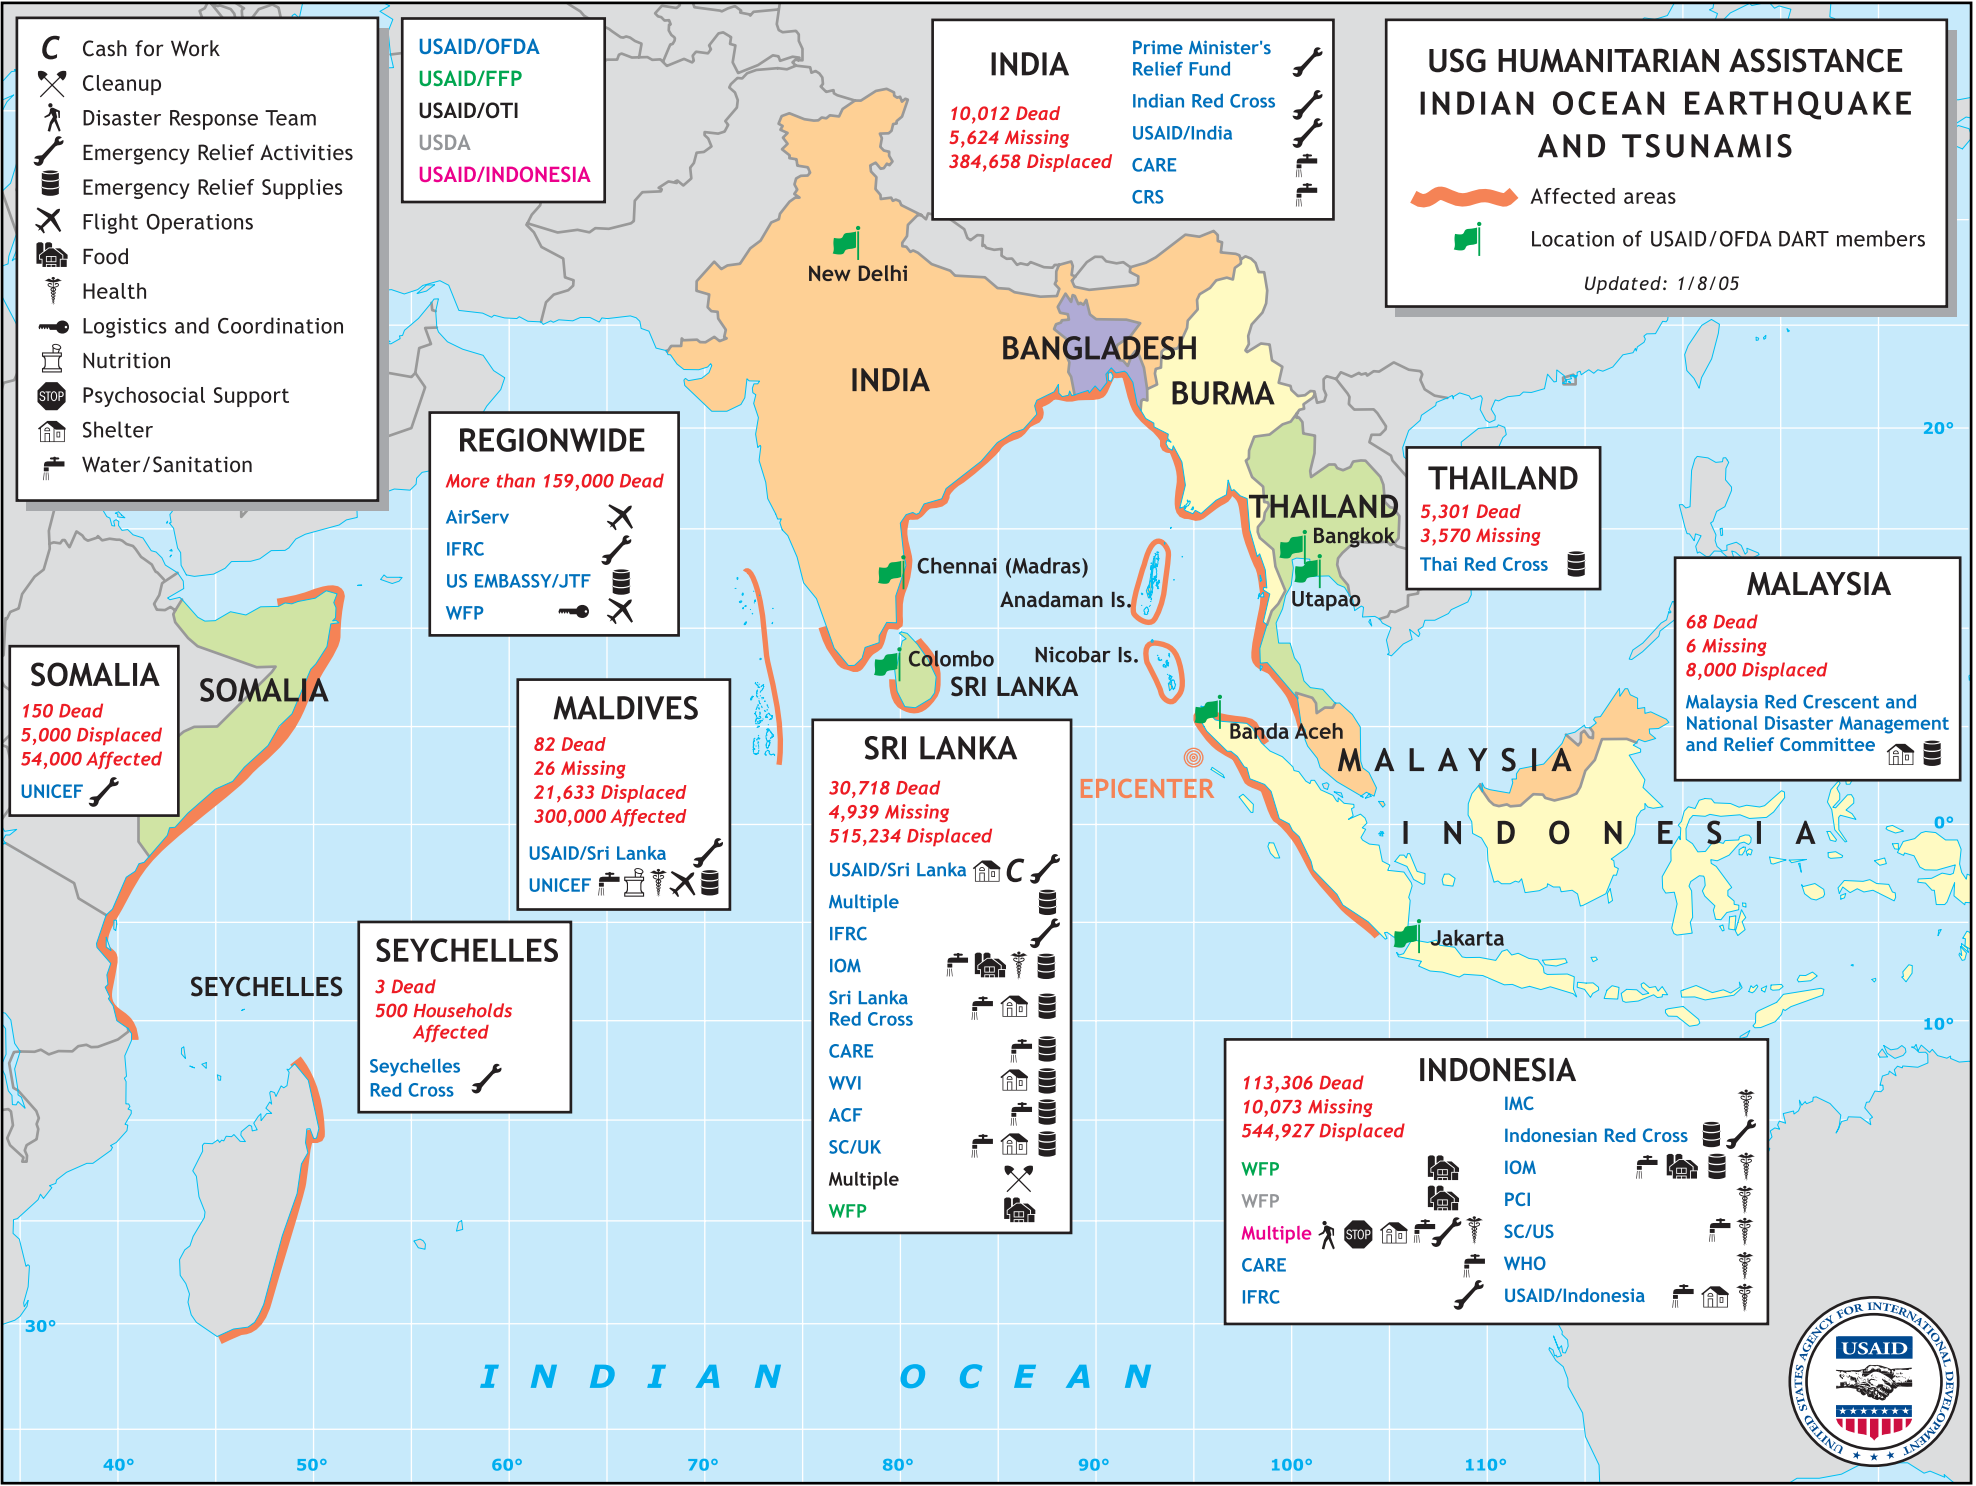 C Cash for Work
Cleanup
Disaster Response Team
Emergency Relief Activities
Emergency Relief Supplies
Flight Operations
Food
Health
Logistics and Coordination
Nutrition
STOP Psychosocial Support
Shelter
Water/Sanitation
USAID/OFDA
USAID/FFP
USAID/OTI
USDA
USAID/INDONESIA
INDIA
10,012 Dead
5,624 Missing
384,658 Displaced
Prime Minister's
Relief Fund
Indian Red Cross
USAID/India
CARE
CRS
USG HUMANITARIAN ASSISTANCE
INDIAN OCEAN EARTHQUAKE
AND TSUNAMIS
Affected areas
Location of USAID/OFDA DART members
Updated: 1/8/05
New Delhi
BANGLADESH
INDIA
BURMA
20°
REGIONWIDE
More than 159,000 Dead
AirServ
IFRC
US EMBASSY/JTF
WFP
THAILAND
Bangkok
Utapao
THAILAND
5,301 Dead
3,570 Missing
Thai Red Cross
Chennai (Madras)
Anadaman Is.
Nicobar Is.
Colombo
SRI LANKA
MALAYSIA
68 Dead
6 Missing
8,000 Displaced
Malaysia Red Crescent and
National Disaster Management
and Relief Committee
SOMALIA
150 Dead
5,000 Displaced
54,000 Affected
UNICEF
SOMALIA
MALDIVES
82 Dead
26 Missing
21,633 Displaced
300,000 Affected
USAID/Sri Lanka
UNICEF
Banda Aceh
EPICENTER
MALAYSIA
INDONESIA
0°
SRI LANKA
30,718 Dead
4,939 Missing
515,234 Displaced
USAID/Sri Lanka C
Multiple
IFRC
IOM
Sri Lanka
Red Cross
CARE
WVI
ACF
SC/UK
Multiple
WFP
Jakarta
SEYCHELLES
SEYCHELLES
3 Dead
500 Households
Affected
Seychelles
Red Cross
10°
INDONESIA
113,306 Dead
10,073 Missing
544,927 Displaced
WFP
WFP
Multiple STOP
CARE
IFRC
IMC
Indonesian Red Cross
IOM
PCI
SC/US
WHO
USAID/Indonesia
30°
INDIAN OCEAN
UNITED STATES AGENCY FOR INTERNATIONAL DEVELOPMENT
USAID
40° 50° 60° 70° 80° 90° 100° 110°